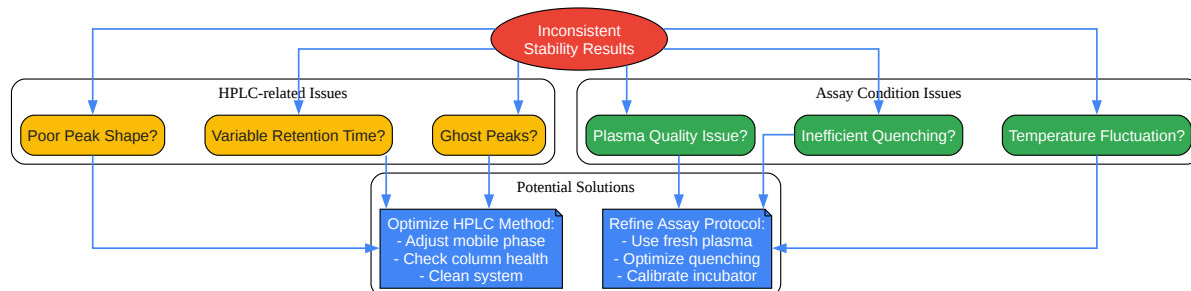 Inconsistent
Stability Results
HPLC-related Issues
Assay Condition Issues
Poor Peak Shape?
Variable Retention Time?
Ghost Peaks?
Plasma Quality Issue?
Inefficient Quenching?
Temperature Fluctuation?
Potential Solutions
Optimize HPLC Method:
- Adjust mobile phase
- Check column health
- Clean system
Refine Assay Protocol:
- Use fresh plasma
- Optimize quenching
- Calibrate incubator